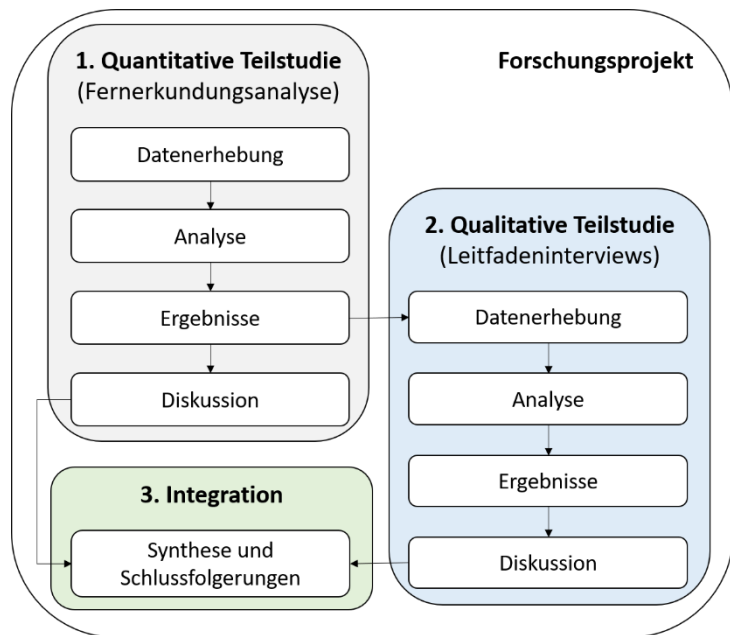 Forschungsprojekt
1. Quantitative Teilstudie
(Fernerkundungsanalyse)
Datenerhebung
Analyse
Ergebnisse
Diskussion
2. Qualitative Teilstudie
(Leitfadeninterviews)
Datenerhebung
Analyse
Ergebnisse
Diskussion
3. Integration
Synthese und
Schlussfolgerungen